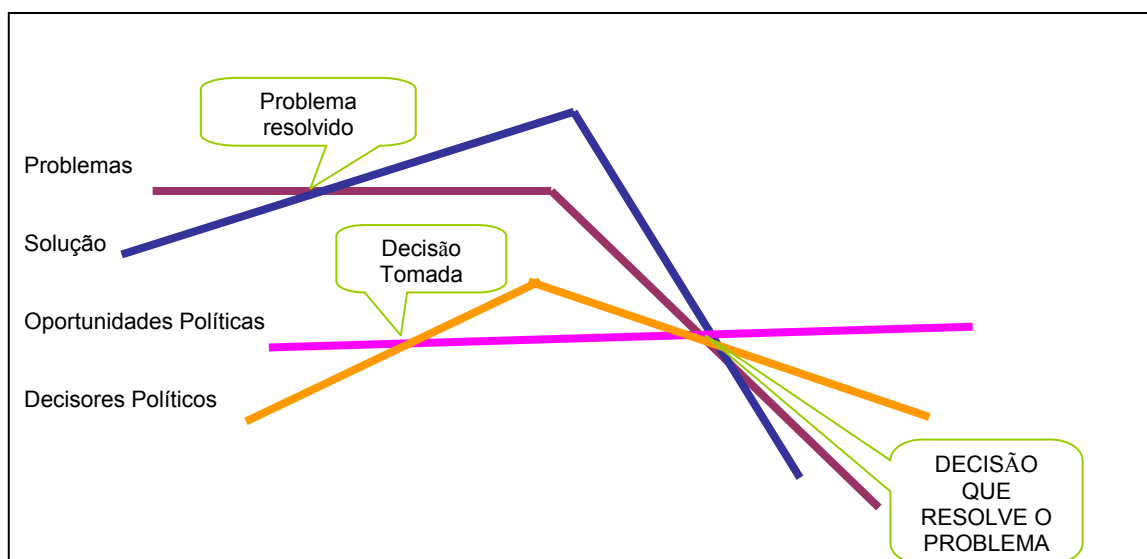 Problema
resolvido
Problemas
Solução
Decisão
Tomada
Oportunidades Políticas
Decisores Políticos
DECISÃO
QUE
RESOLVE O
PROBLEMA